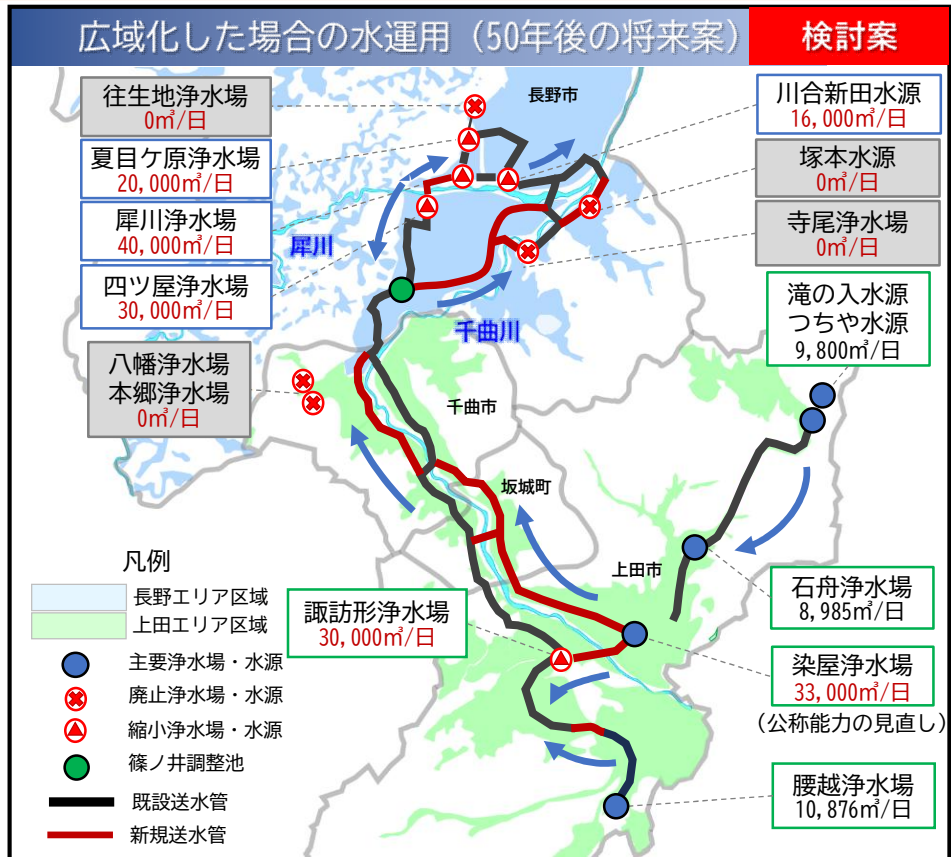 広域化した場合の水運用（50年後の将来案）
検討案
往生地浄水場
0㎥/日
夏目ケ原浄水場
20,000㎥/日
犀川浄水場
40,000㎥/日
四ツ屋浄水場
30,000㎥/日
八幡浄水場
本郷浄水場
0㎥/日
長野市
犀川
千曲川
千曲市
坂城町
上田市
川合新田水源
16,000㎥/日
塚本水源
0㎥/日
寺尾浄水場
0㎥/日
滝の入水源
つちや水源
9,800㎥/日
石舟浄水場
8,985㎥/日
染屋浄水場
33,000㎥/日
（公称能力の見直し）
腰越浄水場
10,876㎥/日
諏訪形浄水場
30,000㎥/日
凡例
長野エリア区域
上田エリア区域
主要浄水場・水源
廃止浄水場・水源
縮小浄水場・水源
篠ノ井調整池
既設送水管
新規送水管